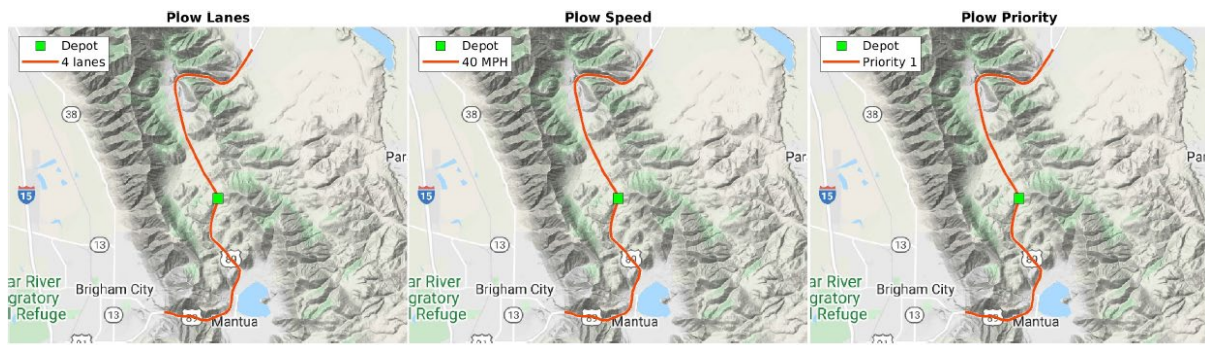 Plow Lanes
Depot
4 lanes
38
Par
15
13
89
ar River
gratory
l Refuge
Brigham City
13
89
Mantua
Plow Speed
Depot
40 MPH
38
Par
15
13
89
ar River
gratory
l Refuge
Brigham City
13
89
Mantua
Plow Priority
Depot
Priority 1
38
Par
15
13
89
ar River
gratory
l Refuge
Brigham City
13
89
Mantua